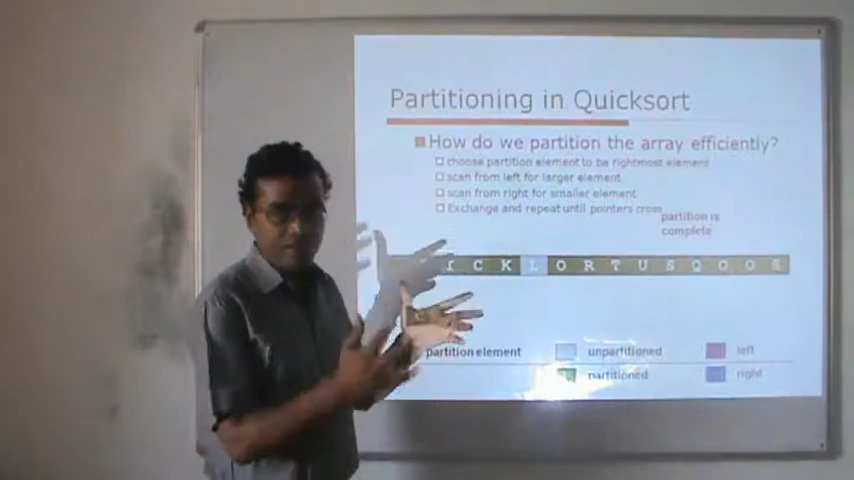 Partitioning in Quicksort
How do we partition the array efficiently?
choose partition element to be rightmost element
scan from left for larger element
scan from right for smaller element
Exchange and repeat until pointers cross
partition is
complete
I C K L O R T U S Q O O S
partition element
unpartitioned
left
partitioned
right